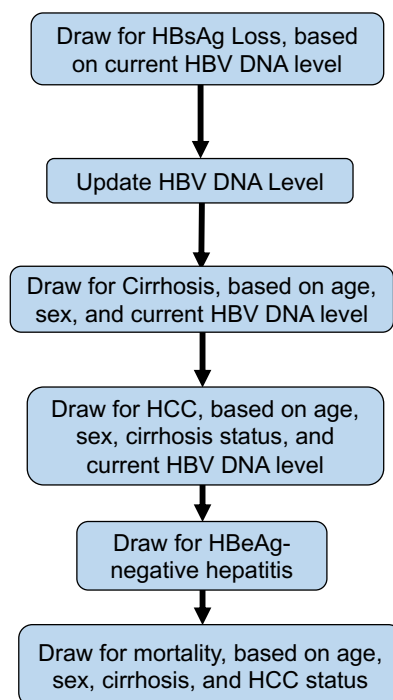 Draw for HBsAg Loss, based
on current HBV DNA level
Update HBV DNA Level
Draw for Cirrhosis, based on age,
sex, and current HBV DNA level
Draw for HCC, based on age,
sex, cirrhosis status, and
current HBV DNA level
Draw for HBeAg-
negative hepatitis
Draw for mortality, based on age,
sex, cirrhosis, and HCC status